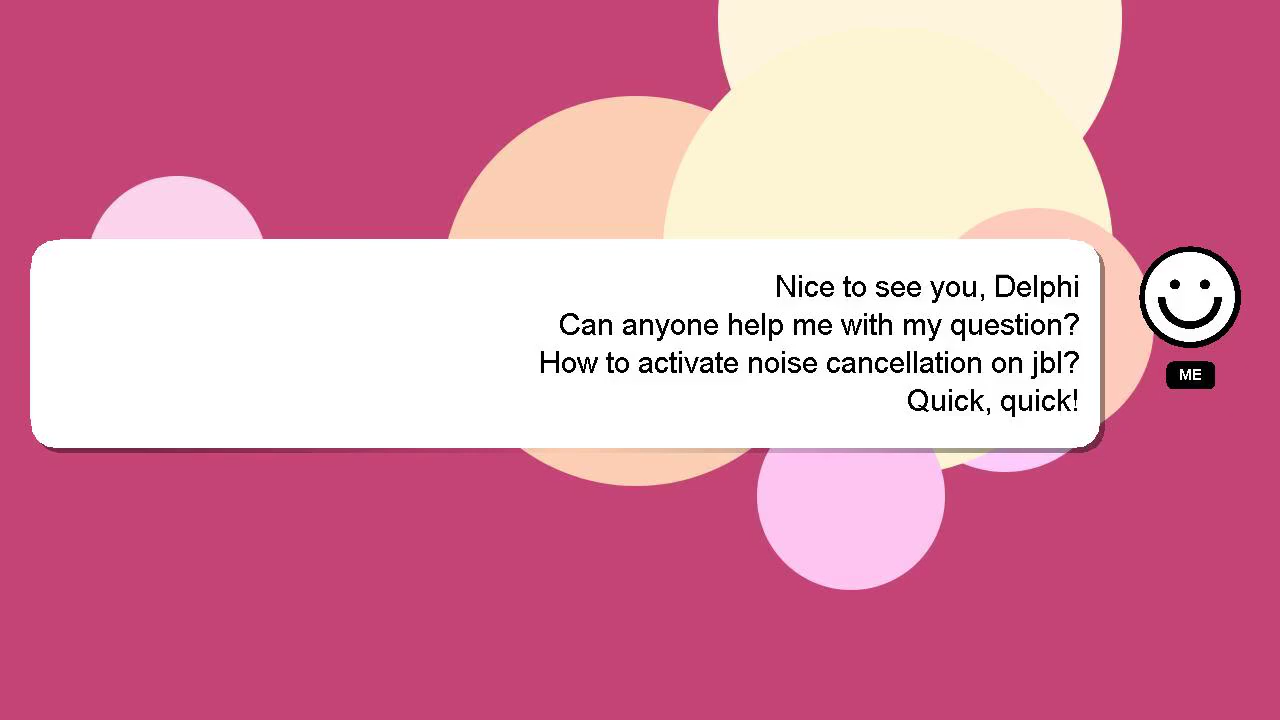 Nice to see you, Delphi
Can anyone help me with my question?
How to activate noise cancellation on jbl?
Quick, quick!
ME